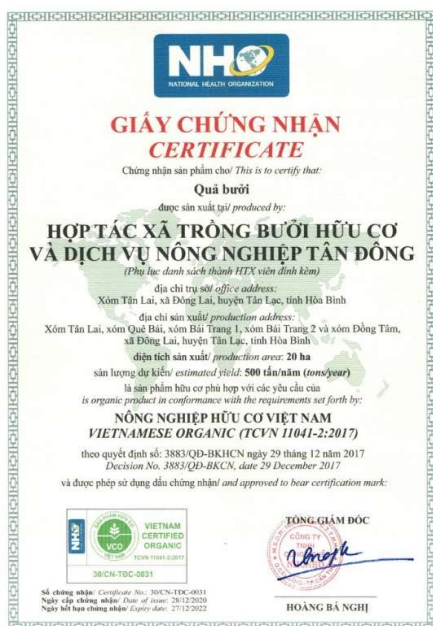 NHO
NATIONAL HEALTH ORGANIZATION
GIẤY CHỨNG NHẬN
CERTIFICATE
Chứng nhận sản phẩm cho/ This is to certify that:
Quả bưởi
được sản xuất tại/ produced by:
HỢP TÁC XÃ TRỒNG BƯỞI HỮU CƠ
VÀ DỊCH VỤ NÔNG NGHIỆP TÂN ĐÔNG
(Phụ lục danh sách thành HTX viên đính kèm)
địa chỉ trụ sở/ office address:
Xóm Tân Lai, xã Đông Lai, huyện Tân Lạc, tỉnh Hòa Bình
địa chỉ sản xuất/ production address:
Xóm Tân Lai, xóm Quê Bái, xóm Bái Trang 1, xóm Bái Trang 2 và xóm Đồng Tâm,
xã Đông Lai, huyện Tân Lạc, tỉnh Hòa Bình
diện tích sản xuất/ production area: 20 ha
sản lượng dự kiến/ estimated yield: 500 tấn/năm (tons/year)
là sản phẩm hữu cơ phù hợp với các yêu cầu của
is organic product in conformance with the requirements set forth by:
NÔNG NGHIỆP HỮU CƠ VIỆT NAM
VIETNAMESE ORGANIC (TCVN 11041-2:2017)
theo quyết định số: 3883/QĐ-BKHCN ngày 29 tháng 12 năm 2017
Decision No. 3883/QĐ-BKCN, date 29 December 2017
và được phép sử dụng dấu chứng nhận/ and approved to bear certification mark:
NHO
VCO
VIETNAM
CERTIFIED
ORGANIC
TCVN 11041-2:2017
30/CN-TĐC-0031
TỔNG GIÁM ĐỐC
CÔNG TY
TNHH
HOÀNG BÁ NGHỊ
Số chứng nhận/ Certificate No.: 30/CN-TĐC-0031
Ngày cấp chứng nhận/ Date of issue: 28/12/2020
Ngày hết hạn chứng nhận/ Expiry date: 27/12/2022